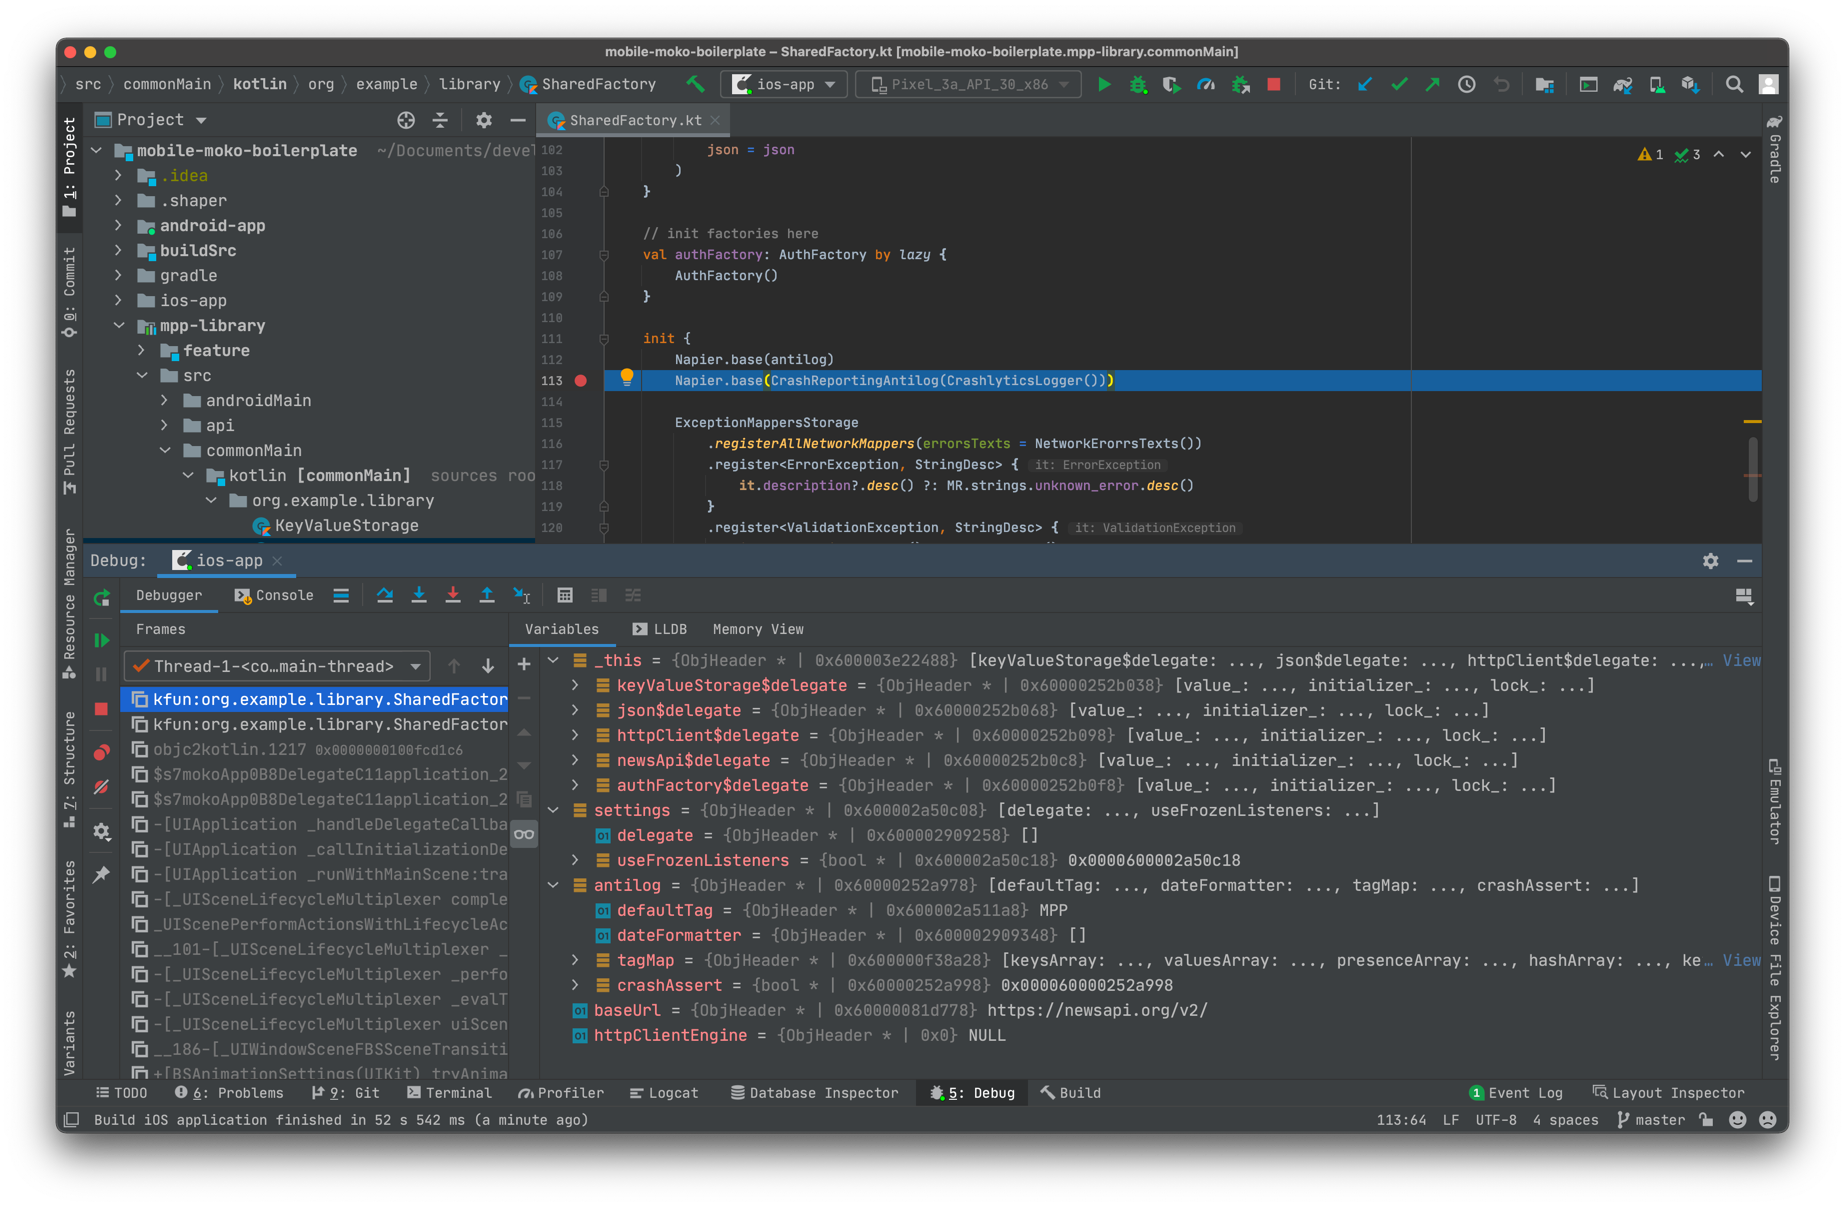 mobile-moko-boilerplate – SharedFactory.kt [mobile-moko-boilerplate.mpp-library.commonMain]
src commonMain kotlin org example library SharedFactory ios-app Pixel_3a_API_30_x86 Git:
Project
SharedFactory.kt
1: Project
0: Commit
Pull Requests
Resource Manager
7: Structure
2: Favorites
Variants
mobile-moko-boilerplate ~/Documents/devel
.idea
.shaper
android-app
buildSrc
gradle
ios-app
mpp-library
feature
src
androidMain
api
commonMain
kotlin [commonMain] sources roo
org.example.library
KeyValueStorage
1 3
102 json = json
103 )
104 }
105
106 // init factories here
107 val authFactory: AuthFactory by lazy {
108 AuthFactory()
109 }
110
111 init {
112 Napier.base(antilog)
113 Napier.base(CrashReportingAntilog(CrashlyticsLogger()))
114
115 ExceptionMappersStorage
116 .registerAllNetworkMappers(errorsTexts = NetworkErorrsTexts())
117 .register<ErrorException, StringDesc> { it: ErrorException
118 it.description?.desc() ?: MR.strings.unknown_error.desc()
119 }
120 .register<ValidationException, StringDesc> { it: ValidationException
Gradle
Emulator
Device File Explorer
Debug: ios-app
Debugger Console
Frames
Thread-1-<co…main-thread>
kfun:org.example.library.SharedFactor
kfun:org.example.library.SharedFactor
objc2kotlin.1217 0x0000000100fcd1c6
$s7mokoApp0B8DelegateC11application_2
$s7mokoApp0B8DelegateC11application_2
-[UIApplication _handleDelegateCallba
-[UIApplication _callInitializationDe
-[UIApplication _runWithMainScene:tra
-[_UISceneLifecycleMultiplexer comple
_UIScenePerformActionsWithLifecycleAc
__101-[_UISceneLifecycleMultiplexer _
-[_UISceneLifecycleMultiplexer _perfo
-[_UISceneLifecycleMultiplexer _evalT
-[_UISceneLifecycleMultiplexer uiScen
__186-[_UIWindowSceneFBSSceneTransiti
+[BSAnimationSettings(UIKit) tryAnima
Variables LLDB Memory View
_this = {ObjHeader * | 0x600003e22488} [keyValueStorage$delegate: ..., json$delegate: ..., httpClient$delegate: ...,… View
keyValueStorage$delegate = {ObjHeader * | 0x60000252b038} [value_: ..., initializer_: ..., lock_: ...]
json$delegate = {ObjHeader * | 0x60000252b068} [value_: ..., initializer_: ..., lock_: ...]
httpClient$delegate = {ObjHeader * | 0x60000252b098} [value_: ..., initializer_: ..., lock_: ...]
newsApi$delegate = {ObjHeader * | 0x60000252b0c8} [value_: ..., initializer_: ..., lock_: ...]
authFactory$delegate = {ObjHeader * | 0x60000252b0f8} [value_: ..., initializer_: ..., lock_: ...]
settings = {ObjHeader * | 0x600002a50c08} [delegate: ..., useFrozenListeners: ...]
delegate = {ObjHeader * | 0x600002909258} []
useFrozenListeners = {bool * | 0x600002a50c18} 0x0000600002a50c18
antilog = {ObjHeader * | 0x60000252a978} [defaultTag: ..., dateFormatter: ..., tagMap: ..., crashAssert: ...]
defaultTag = {ObjHeader * | 0x600002a511a8} MPP
dateFormatter = {ObjHeader * | 0x600002909348} []
tagMap = {ObjHeader * | 0x600000f38a28} [keysArray: ..., valuesArray: ..., presenceArray: ..., hashArray: ..., ke… View
crashAssert = {bool * | 0x60000252a998} 0x000060000252a998
baseUrl = {ObjHeader * | 0x60000081d778} https://newsapi.org/v2/
httpClientEngine = {ObjHeader * | 0x0} NULL
TODO 6: Problems 9: Git Terminal Profiler Logcat Database Inspector 5: Debug Build 1 Event Log Layout Inspector
Build iOS application finished in 52 s 542 ms (a minute ago) 113:64 LF UTF-8 4 spaces master